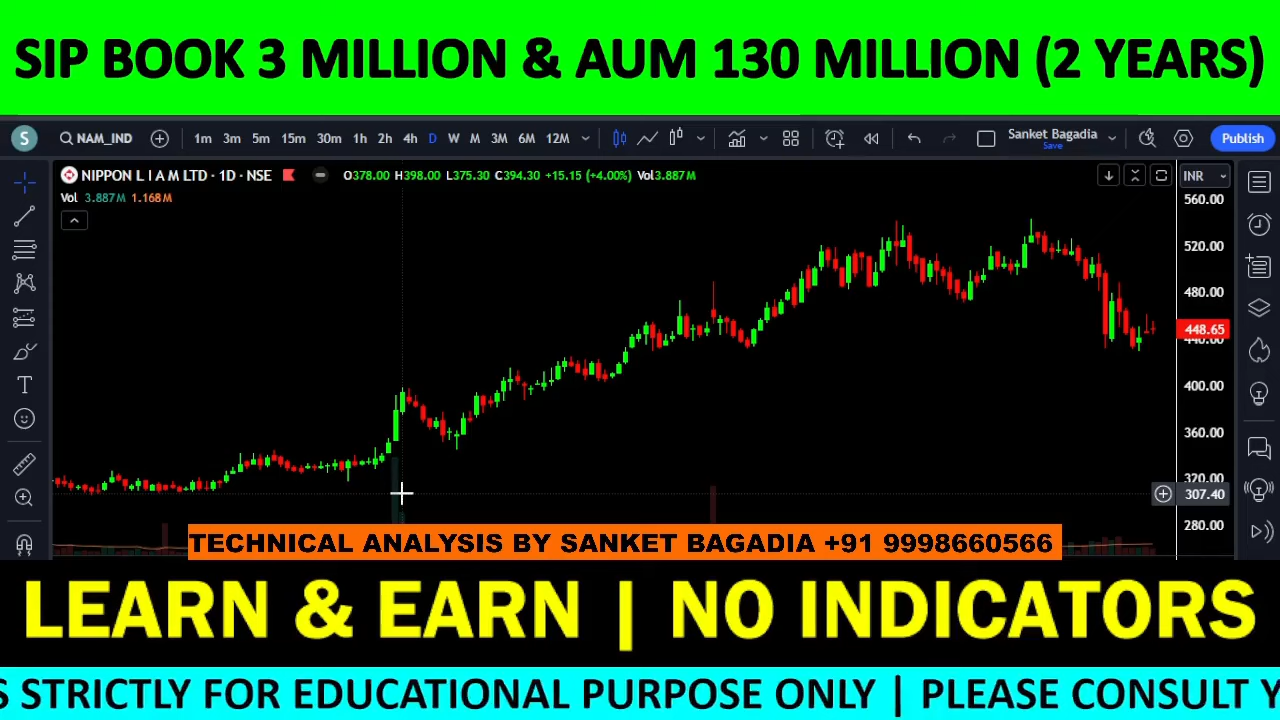 SIP BOOK 3 MILLION & AUM 130 MILLION (2 YEARS)
S NAM_IND 1m 3m 5m 15m 30m 1h 2h 4h D W M 3M 6M 12M Sanket Bagadia Save Publish
NIPPON L I A M LTD · 1D · NSE O378.00 H398.00 L375.30 C394.30 +15.15 (+4.00%) Vol3.887M INR
Vol 3.887M 1.168M
560.00
520.00
480.00
448.65
440.00
400.00
360.00
320.00
307.40
280.00
T
TECHNICAL ANALYSIS BY SANKET BAGADIA +91 9998660566
LEARN & EARN | NO INDICATORS
S STRICTLY FOR EDUCATIONAL PURPOSE ONLY | PLEASE CONSULT Y